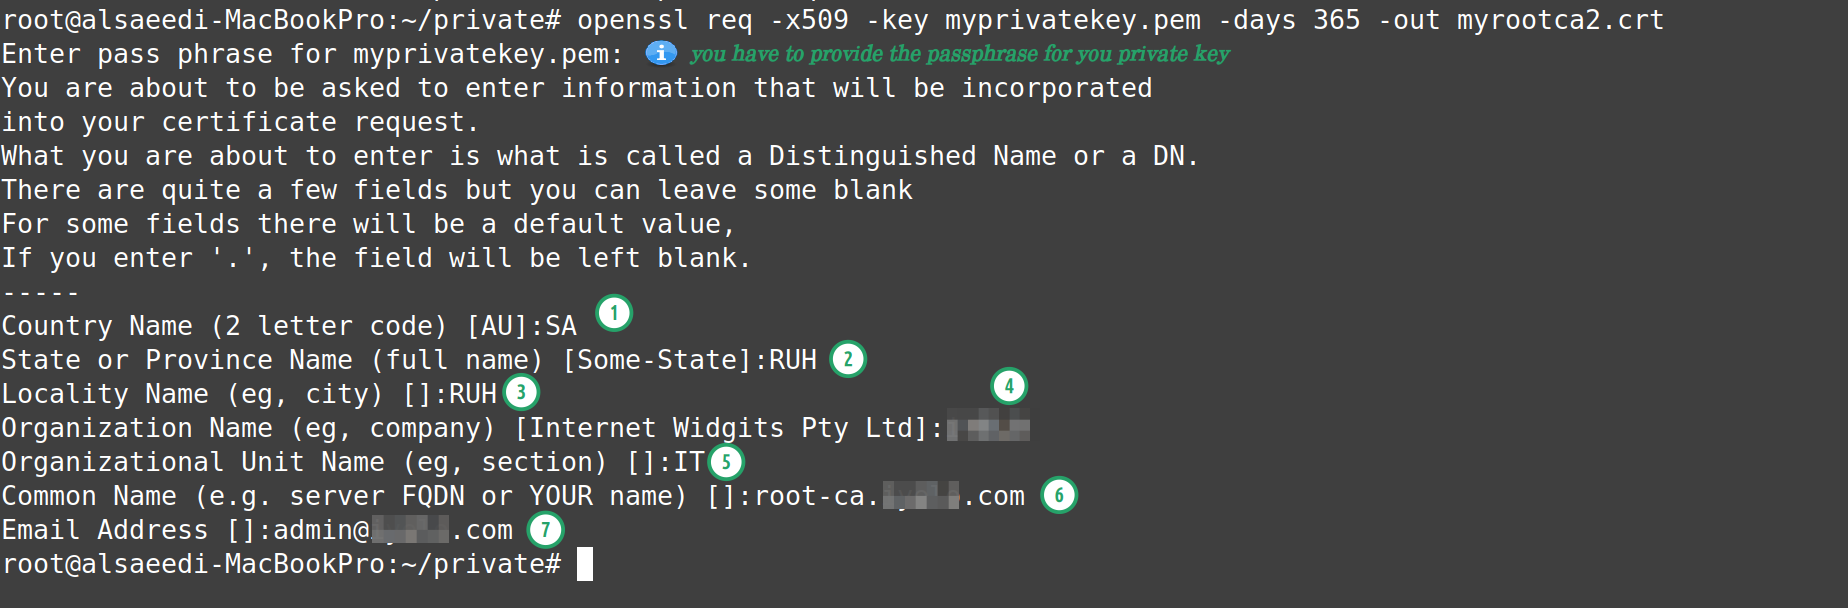 root@alsaeedi-MacBookPro:~/private# openssl req -x509 -key myprivatekey.pem -days 365 -out myrootca2.crt
Enter pass phrase for myprivatekey.pem: i you have to provide the passphrase for you private key
You are about to be asked to enter information that will be incorporated
into your certificate request.
What you are about to enter is what is called a Distinguished Name or a DN.
There are quite a few fields but you can leave some blank
For some fields there will be a default value,
If you enter '.', the field will be left blank.
-----
Country Name (2 letter code) [AU]:SA 1
State or Province Name (full name) [Some-State]:RUH 2
Locality Name (eg, city) []:RUH 3 4
Organization Name (eg, company) [Internet Widgits Pty Ltd]:
Organizational Unit Name (eg, section) []:IT 5
Common Name (e.g. server FQDN or YOUR name) []:root-ca. .com 6
Email Address []:admin@ .com 7
root@alsaeedi-MacBookPro:~/private#